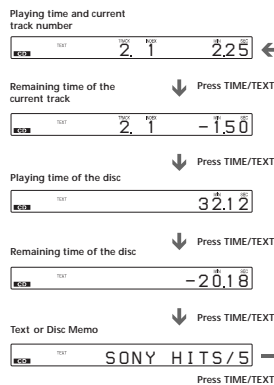 Playing time and current
track number
CD TEXT TRACK INDEX MIN SEC
2. 1 2.25
Press TIME/TEXT
Remaining time of the
current track
CD TEXT TRACK INDEX MIN SEC
2. 1 -1.50
Press TIME/TEXT
Playing time of the disc
CD TEXT MIN SEC
32.12
Press TIME/TEXT
Remaining time of the disc
CD TEXT MIN SEC
-20.18
Press TIME/TEXT
Text or Disc Memo
CD TEXT
SONY HITS/5
Press TIME/TEXT